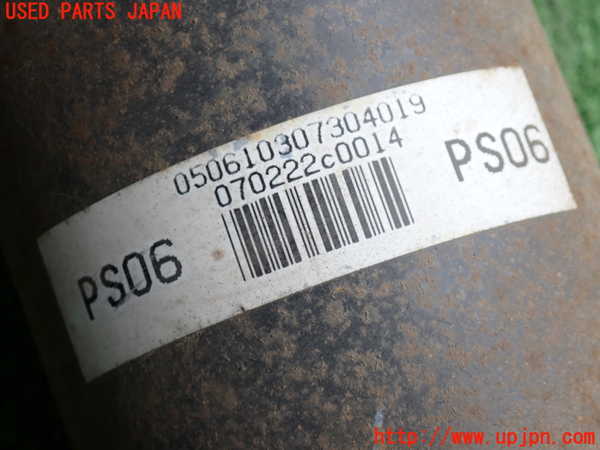 USED PARTS JAPAN
050610307304019
070222c0014
PS06
PS06
http://www.upjpn.com/